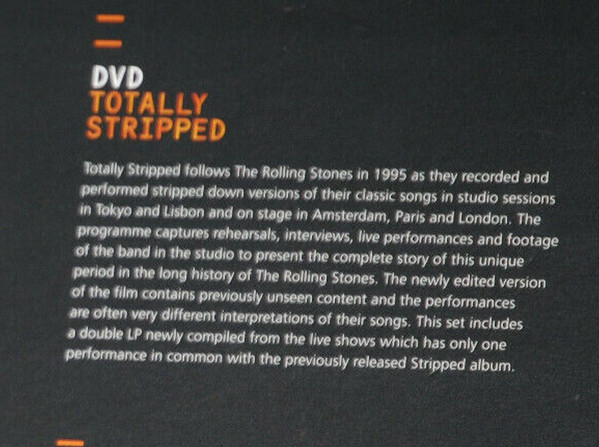 DVD
TOTALLY
STRIPPED
Totally Stripped follows The Rolling Stones in 1995 as they recorded and
performed stripped down versions of their classic songs in studio sessions
in Tokyo and Lisbon and on stage in Amsterdam, Paris and London. The
programme captures rehearsals, interviews, live performances and footage
of the band in the studio to present the complete story of this unique
period in the long history of The Rolling Stones. The newly edited version
of the film contains previously unseen content and the performances
are often very different interpretations of their songs. This set includes
a double LP newly compiled from the live shows which has only one
performance in common with the previously released Stripped album.